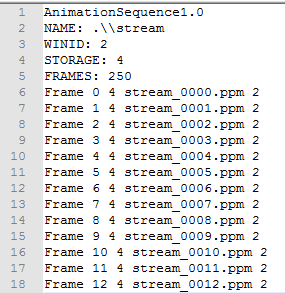 1 AnimationSequence1.0
2 NAME: .\\stream
3 WINID: 2
4 STORAGE: 4
5 FRAMES: 250
6 Frame 0 4 stream_0000.ppm 2
7 Frame 1 4 stream_0001.ppm 2
8 Frame 2 4 stream_0002.ppm 2
9 Frame 3 4 stream_0003.ppm 2
10 Frame 4 4 stream_0004.ppm 2
11 Frame 5 4 stream_0005.ppm 2
12 Frame 6 4 stream_0006.ppm 2
13 Frame 7 4 stream_0007.ppm 2
14 Frame 8 4 stream_0008.ppm 2
15 Frame 9 4 stream_0009.ppm 2
16 Frame 10 4 stream_0010.ppm 2
17 Frame 11 4 stream_0011.ppm 2
18 Frame 12 4 stream_0012.ppm 2